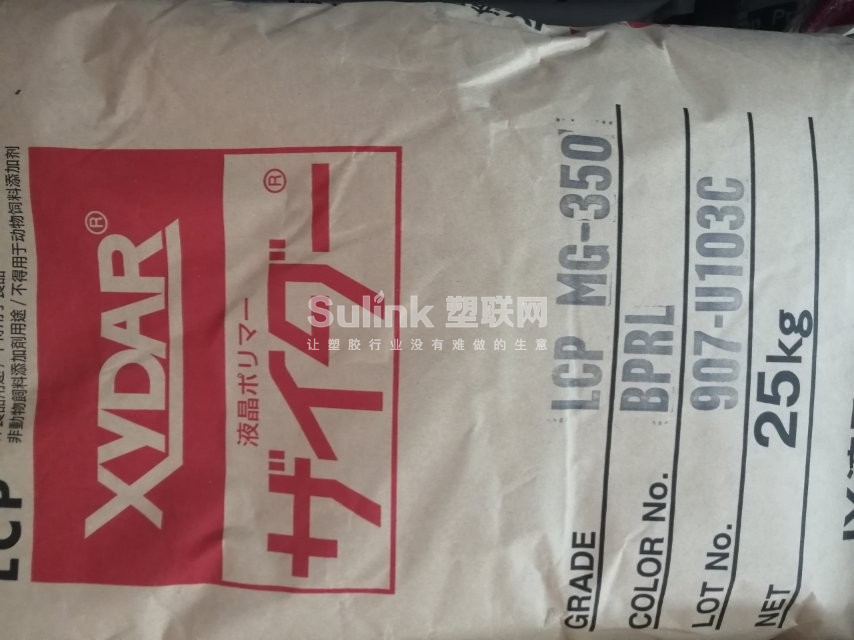 XYDAR®
液晶ポリマー
ザイダー®
GRADE LCP MG-350
COLOR No. BPRL
LOT No. 907-U103C
NET 25kg
LCP
非動物飼料添加剤用途 / 不得用于动物饲料添加剂
Sulink 塑联网
让塑胶行业没有难做的生意